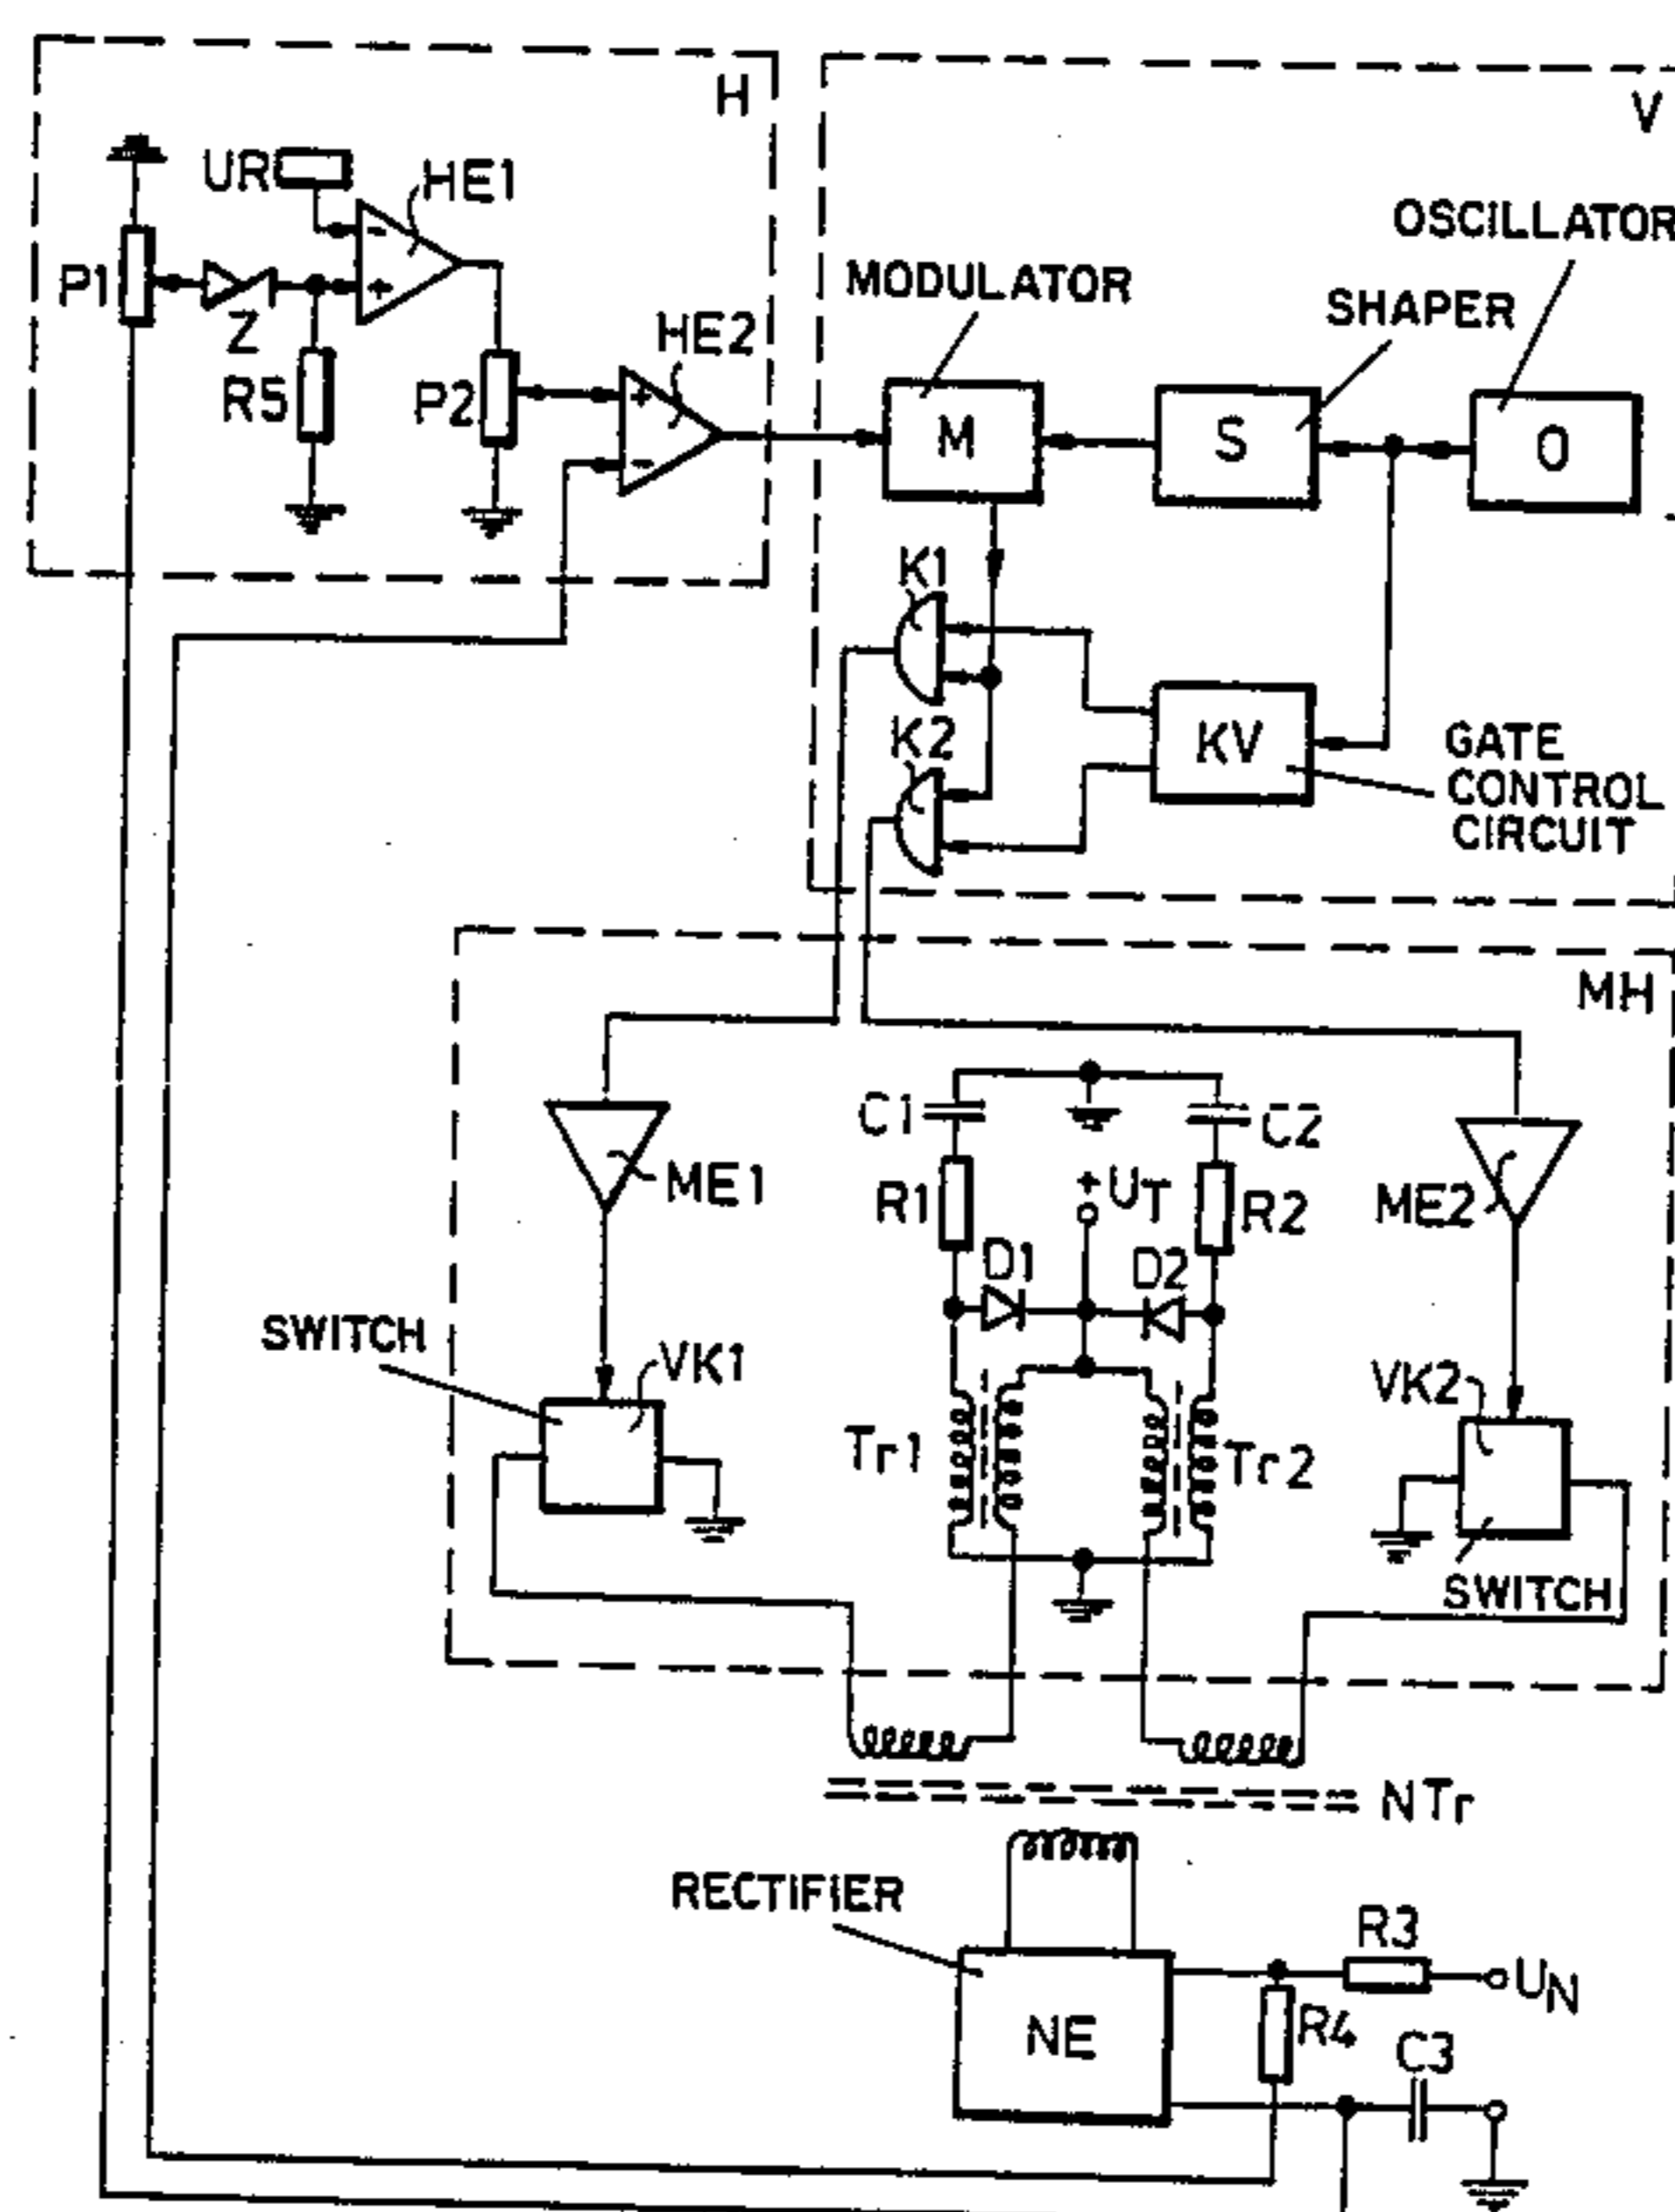 H
V
UR
HE1
OSCILLATOR
P1
-
+
Z
MODULATOR
SHAPER
HE2
R5
P2
+
-
M
S
O
K1
K2
KV
GATE
CONTROL
CIRCUIT
MH
C1
C2
ME1
R1
+UT
R2
ME2
D1
D2
SWITCH
VK1
VK2
Tr1
Tr2
SWITCH
NTr
RECTIFIER
R3
UN
NE
R4
C3